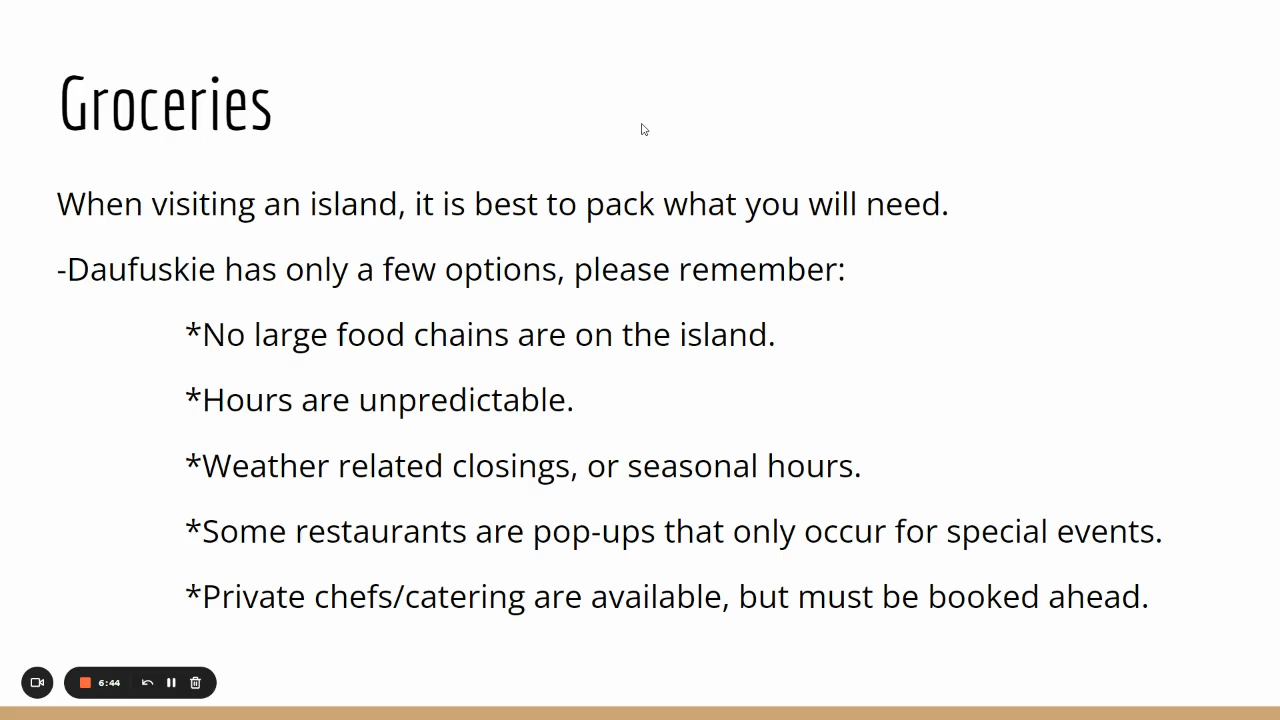 Groceries
When visiting an island, it is best to pack what you will need.
-Daufuskie has only a few options, please remember:
*No large food chains are on the island.
*Hours are unpredictable.
*Weather related closings, or seasonal hours.
*Some restaurants are pop-ups that only occur for special events.
*Private chefs/catering are available, but must be booked ahead.
6:44